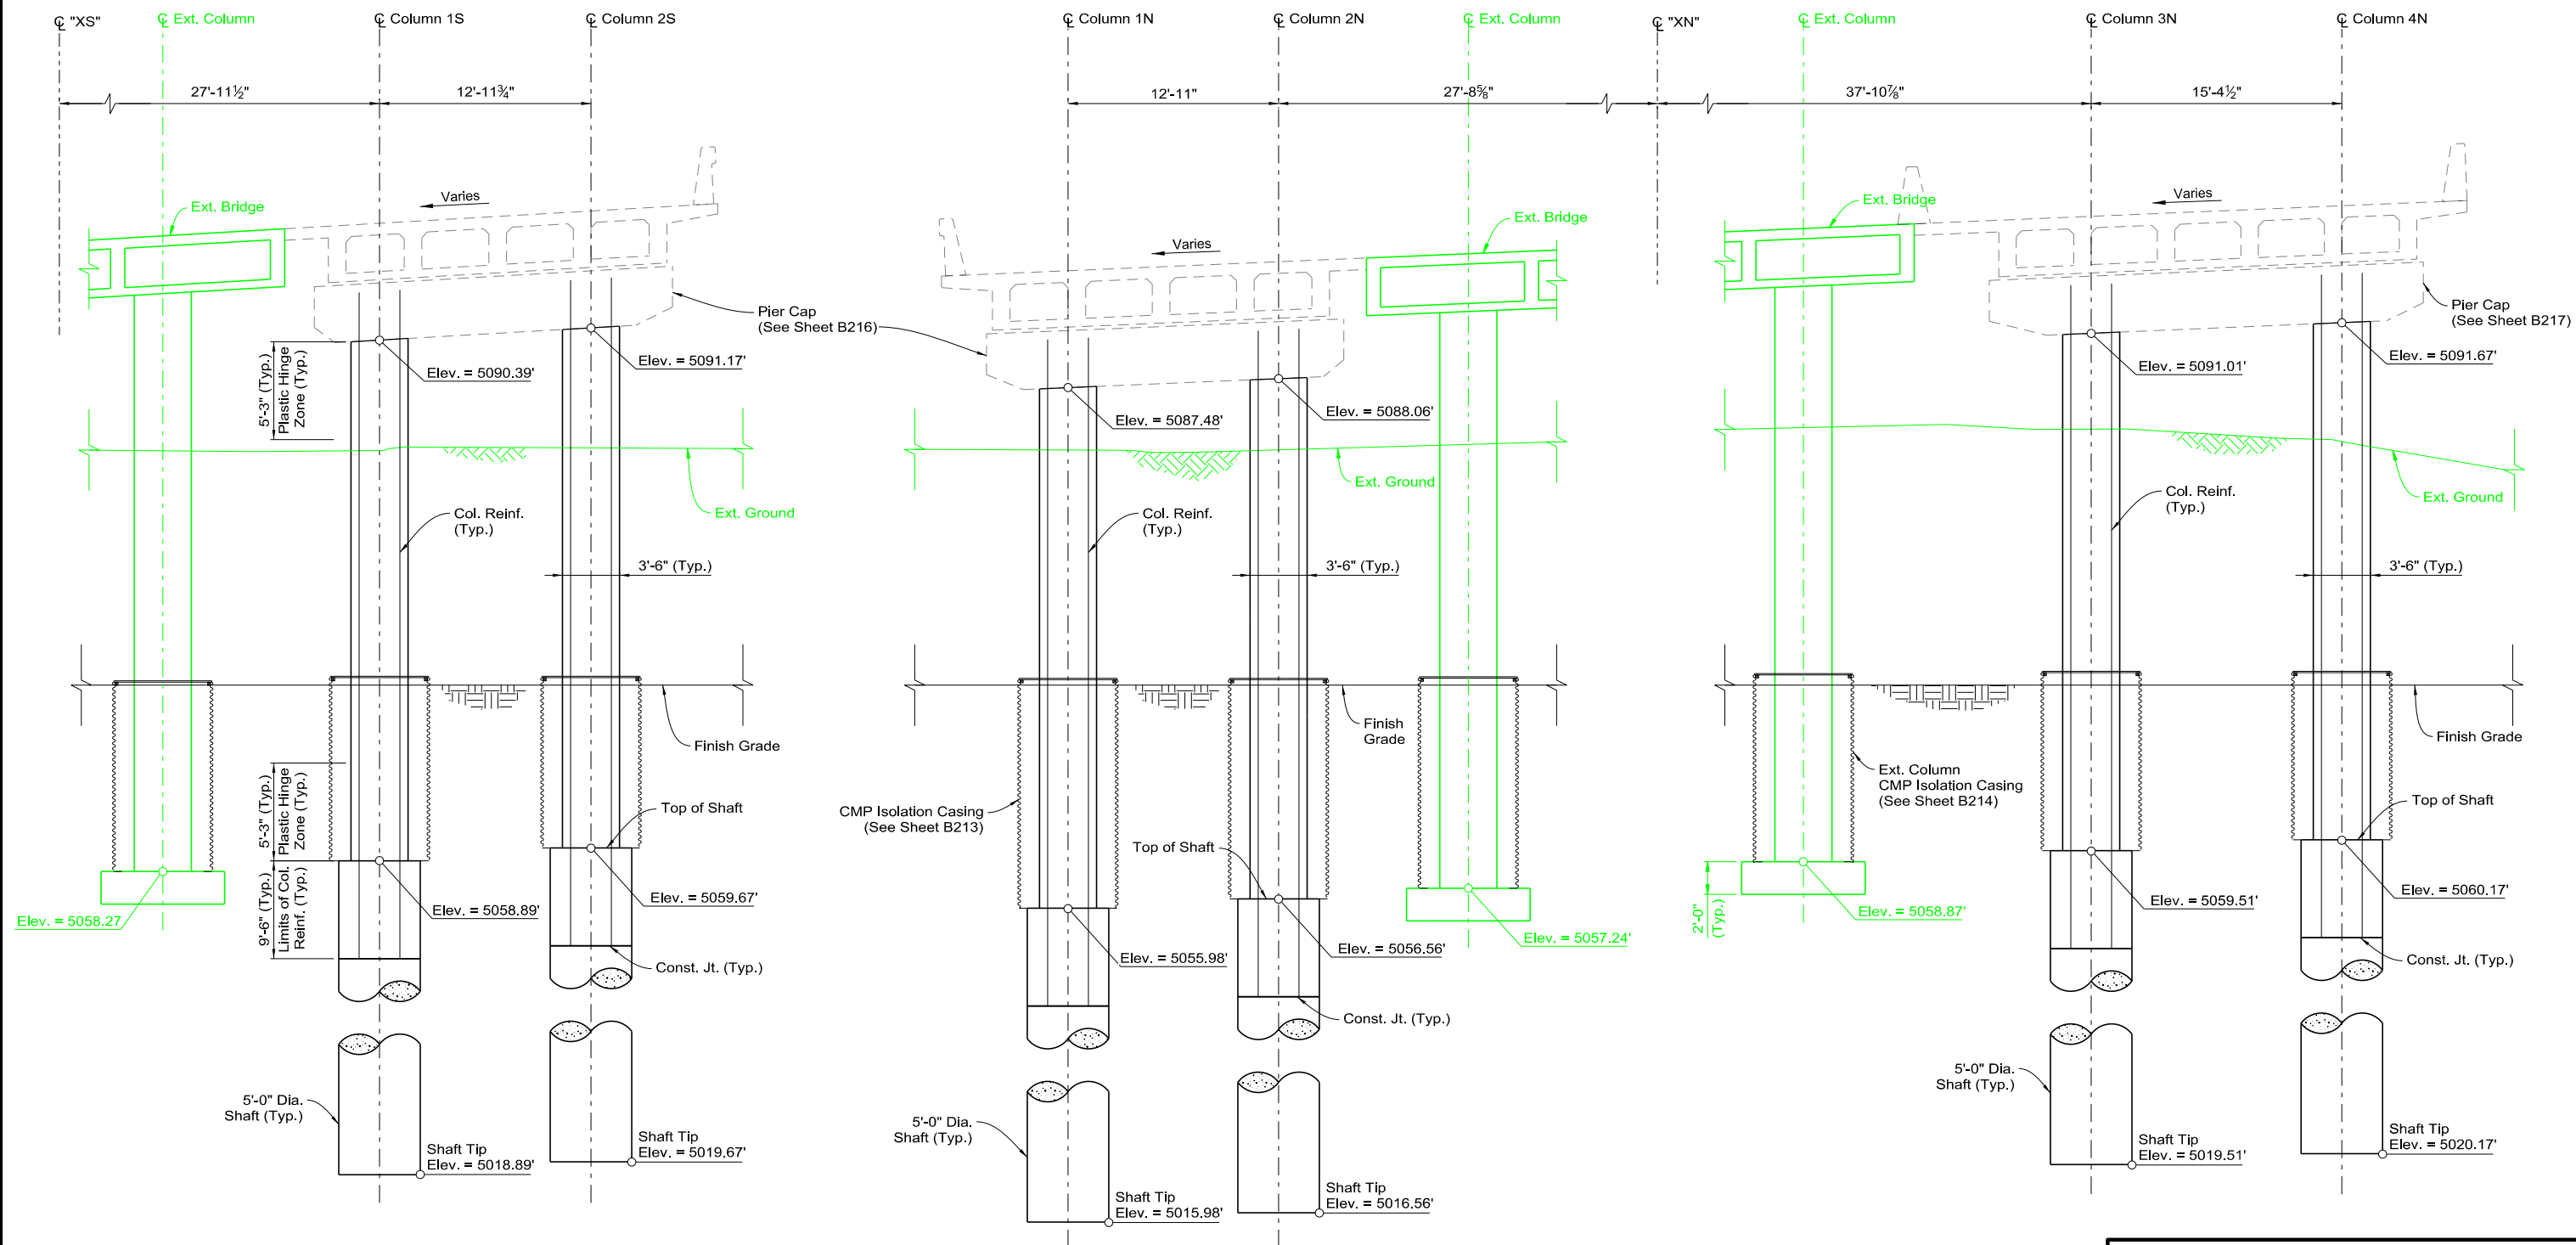 ℄ "XS"
℄ Ext. Column
℄ Column 1S
℄ Column 2S
℄ Column 1N
℄ Column 2N
℄ Ext. Column
℄ "XN"
℄ Ext. Column
℄ Column 3N
℄ Column 4N
27'-11½"
12'-11¾"
12'-11"
27'-8⅝"
37'-10⅞"
15'-4½"
Varies
Ext. Bridge
Varies
Ext. Bridge
Varies
Ext. Bridge
Pier Cap
(See Sheet B216)
Pier Cap
(See Sheet B217)
5'-3" (Typ.)
Plastic Hinge
Zone (Typ.)
Elev. = 5090.39'
Elev. = 5091.17'
Elev. = 5087.48'
Elev. = 5088.06'
Elev. = 5091.01'
Elev. = 5091.67'
Ext. Ground
Ext. Ground
Ext. Ground
Col. Reinf.
(Typ.)
Col. Reinf.
(Typ.)
Col. Reinf.
(Typ.)
3'-6" (Typ.)
3'-6" (Typ.)
3'-6" (Typ.)
Finish Grade
Finish
Grade
Finish Grade
5'-3" (Typ.)
Plastic Hinge
Zone (Typ.)
Top of Shaft
CMP Isolation Casing
(See Sheet B213)
Top of Shaft
Ext. Column
CMP Isolation Casing
(See Sheet B214)
Top of Shaft
9'-6" (Typ.)
Limits of Col.
Reinf. (Typ.)
Elev. = 5058.27
Elev. = 5058.89'
Elev. = 5059.67'
Elev. = 5055.98'
Elev. = 5056.56'
Elev. = 5057.24'
2'-0"
(Typ.)
Elev. = 5058.87'
Elev. = 5059.51'
Elev. = 5060.17'
Const. Jt. (Typ.)
Const. Jt. (Typ.)
Const. Jt. (Typ.)
5'-0" Dia.
Shaft (Typ.)
5'-0" Dia.
Shaft (Typ.)
5'-0" Dia.
Shaft (Typ.)
Shaft Tip
Elev. = 5018.89'
Shaft Tip
Elev. = 5019.67'
Shaft Tip
Elev. = 5015.98'
Shaft Tip
Elev. = 5016.56'
Shaft Tip
Elev. = 5019.51'
Shaft Tip
Elev. = 5020.17'